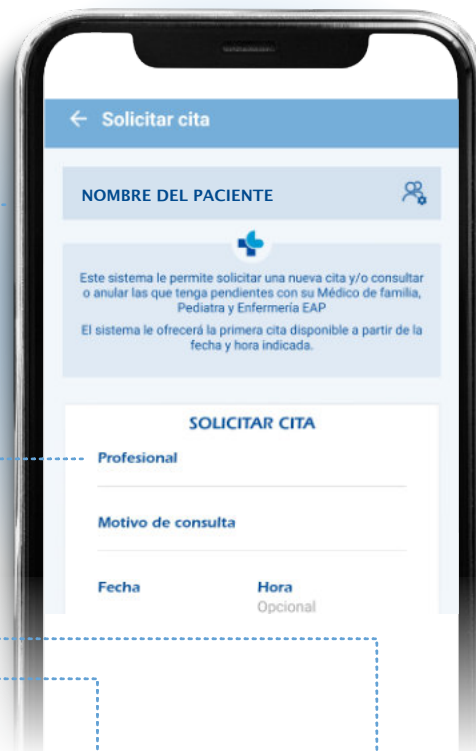 ← Solicitar cita
NOMBRE DEL PACIENTE
Este sistema le permite solicitar una nueva cita y/o consultar
o anular las que tenga pendientes con su Médico de familia,
Pediatra y Enfermería EAP
El sistema le ofrecerá la primera cita disponible a partir de la
fecha y hora indicada.
SOLICITAR CITA
Profesional
Motivo de consulta
Fecha Hora
Opcional